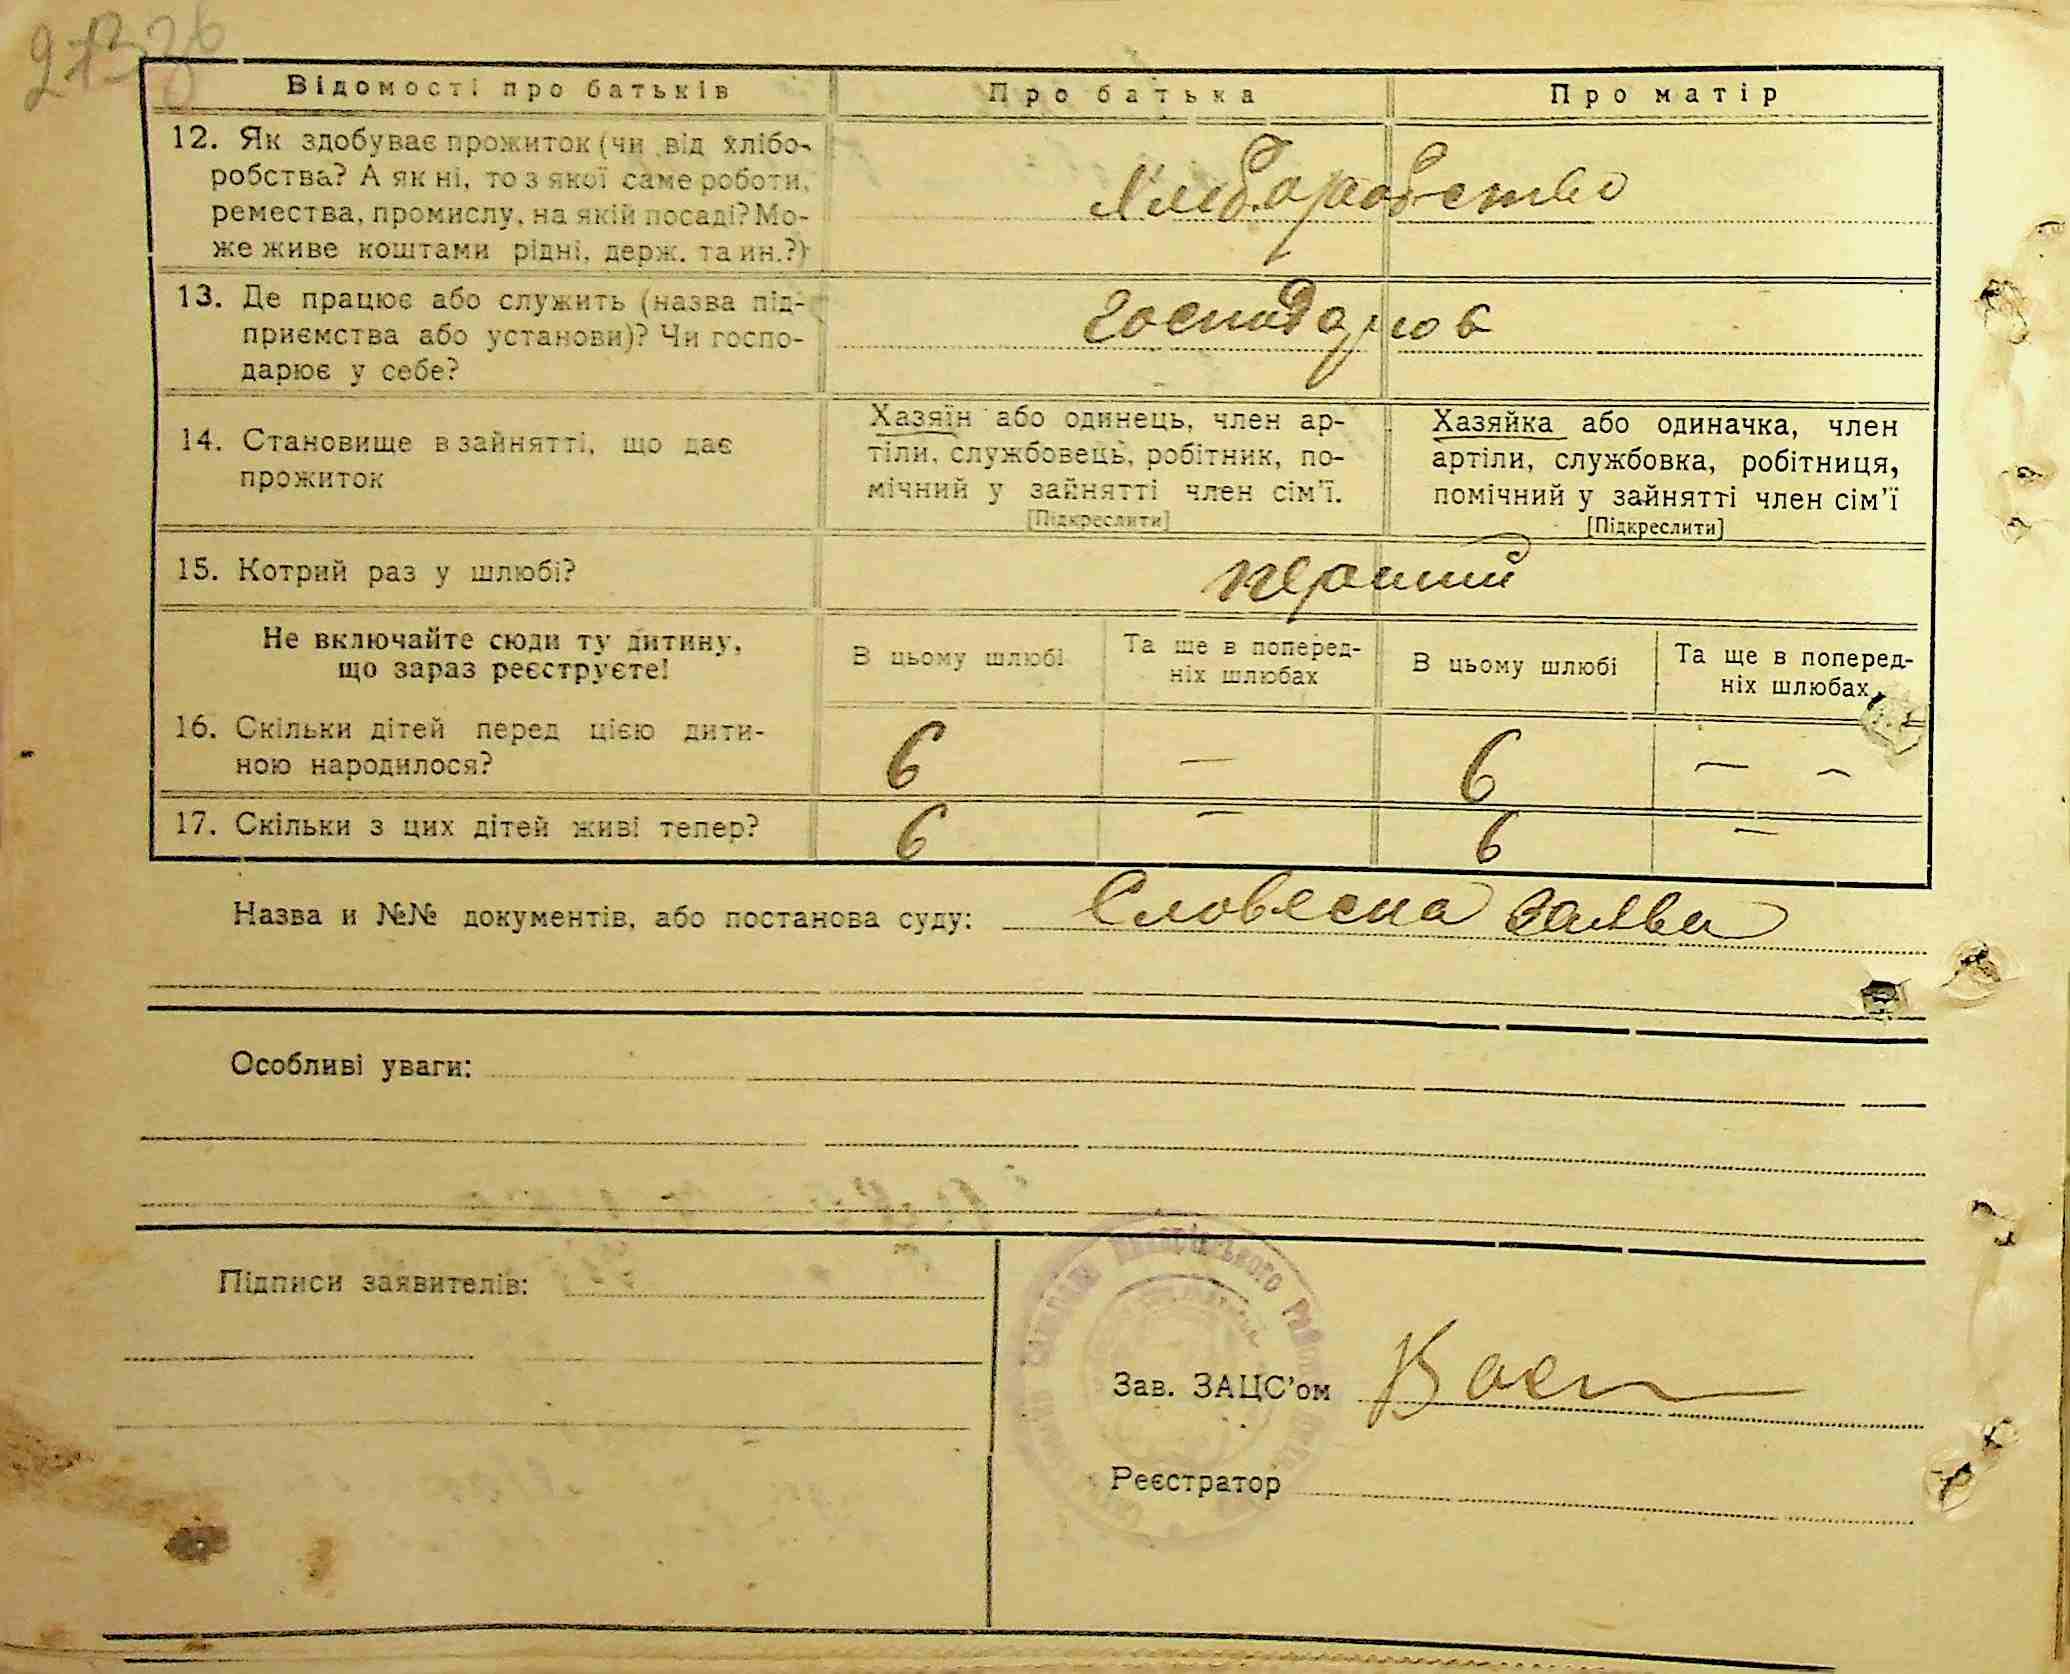 Відомості про батьків Про батька Про матір
12. Як здобуває прожиток (чи від хлібо-
робства? А як ні, то з якої саме роботи,
ремества, промислу, на якій посаді? Мо-
же живе коштами рідні, держ. та ин.?)
Хліборобство
13. Де працює або служить (назва під-
приємства або установи)? Чи госпо-
дарює у себе?
господарюв
14. Становище в зайнятті, що дає
прожиток
Хазяїн або одинець, член ар-
тіли, службовець, робітник, по-
мічний у зайнятті член сім'ї.
[Підкреслити]
Хазяйка або одиначка, член
артіли, службовка, робітниця,
помічний у зайнятті член сім'ї
[Підкреслити]
15. Котрий раз у шлюбі? перший
Не включайте сюди ту дитину,
що зараз реєструєте!
В цьому шлюбі
Та ще в поперед-
ніх шлюбах
В цьому шлюбі
Та ще в поперед-
ніх шлюбах
16. Скільки дітей перед цією дити-
ною народилося?
6 — 6 — —
17. Скільки з цих дітей живі тепер? 6 — 6 —
Назва и №№ документів, або постанова суду: Словесна заява
Особливі уваги:
Підписи заявителів:
Зав. ЗАЦС'ом
Реєстратор